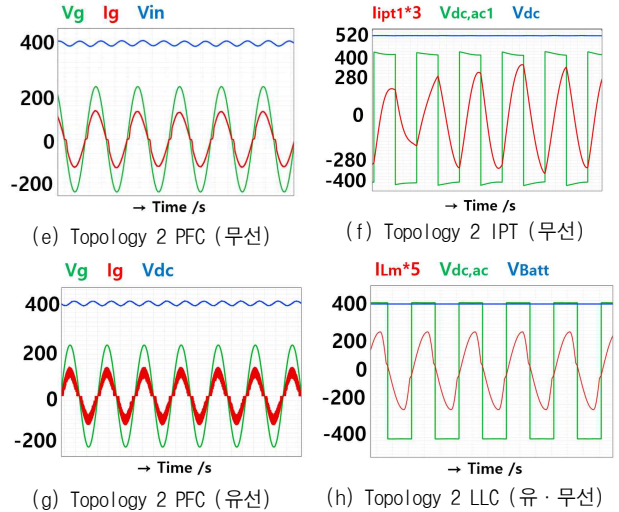 Vg Ig Vin
400
200
0
-200
→ Time /s
(e) Topology 2 PFC (무선)
Iipt1*3 Vdc,ac1 Vdc
520
400
280
0
-280
-400
→ Time /s
(f) Topology 2 IPT (무선)
Vg Ig Vdc
400
200
0
-200
→ Time /s
(g) Topology 2 PFC (유선)
ILm*5 Vdc,ac VBatt
400
200
0
-200
-400
→ Time /s
(h) Topology 2 LLC (유·무선)